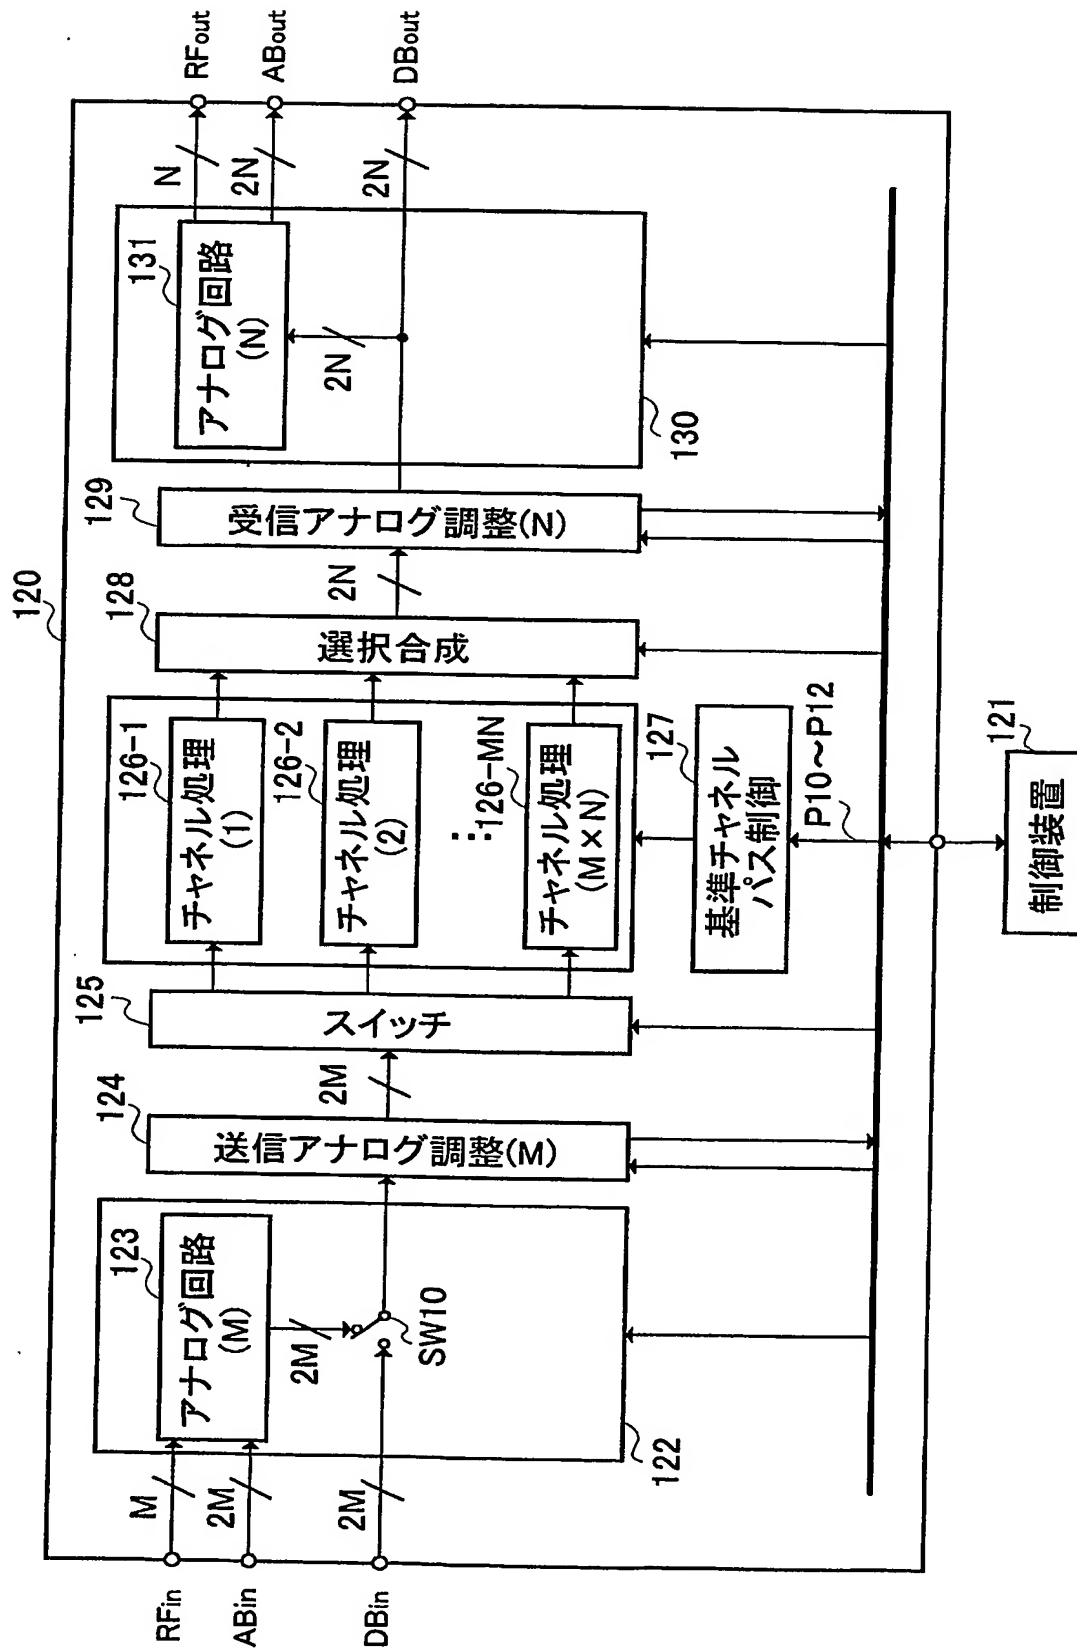 120
RFin
ABin
DBin
M
2M
2M
123
アナログ回路
(M)
2M
SW10
122
124
送信アナログ調整(M)
2M
125
スイッチ
126-1
チャネル処理
(1)
126-2
チャネル処理
(2)
126-MN
チャネル処理
(M×N)
127
基準チャネル
パス制御
P10~P12
128
選択合成
2N
129
受信アナログ調整(N)
131
アナログ回路
(N)
2N
130
N
2N
2N
RFout
ABout
DBout
121
制御装置